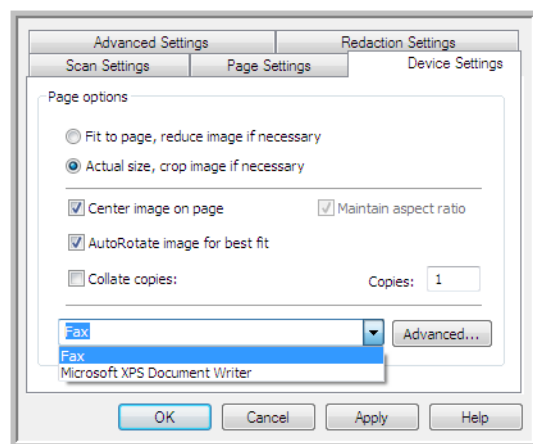 Advanced Settings Redaction Settings
Scan Settings Page Settings Device Settings
Page options
Fit to page, reduce image if necessary
Actual size, crop image if necessary
Center image on page Maintain aspect ratio
AutoRotate image for best fit
Collate copies: Copies: 1
Fax Advanced...
Fax
Microsoft XPS Document Writer
OK Cancel Apply Help